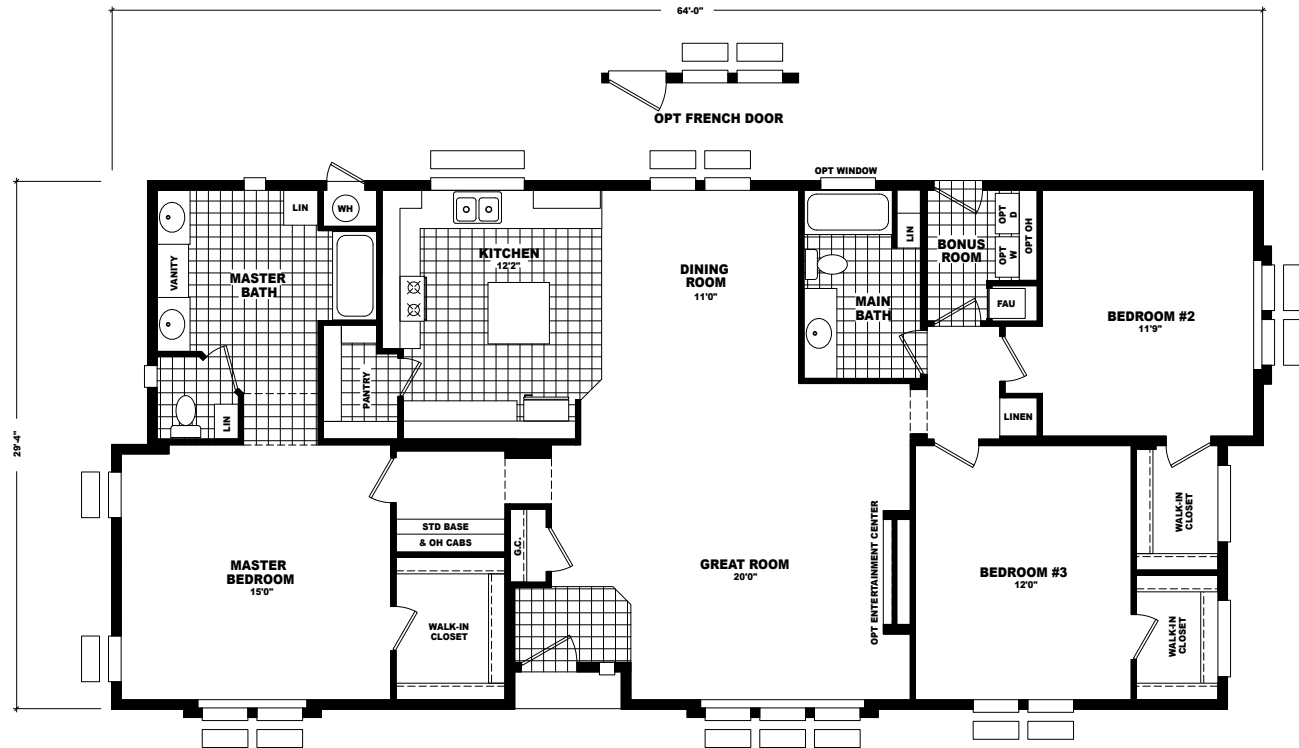 64'-0"
OPT FRENCH DOOR
29'-4"
OPT WINDOW
LIN
WH
VANITY
MASTER
BATH
LIN
PANTRY
KITCHEN
12'2"
DINING
ROOM
11'0"
LIN
MAIN
BATH
BONUS
ROOM
OPT
D
OPT
W
OPT OH
FAU
BEDROOM #2
11'9"
LINEN
MASTER
BEDROOM
15'0"
STD BASE
& OH CABS
G.C.
WALK-IN
CLOSET
GREAT ROOM
20'0"
OPT ENTERTAINMENT CENTER
BEDROOM #3
12'0"
WALK-IN
CLOSET
WALK-IN
CLOSET